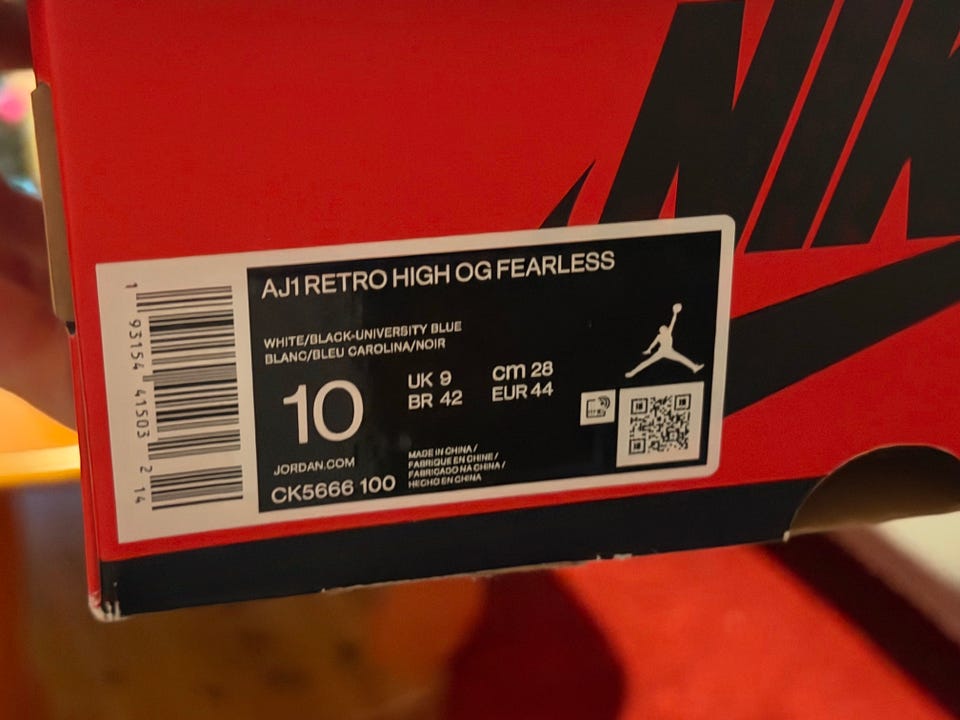 NIK
AJ1 RETRO HIGH OG FEARLESS
WHITE/BLACK-UNIVERSITY BLUE
BLANC/BLEU CAROLINA/NOIR
10
UK 9
BR 42
cm 28
EUR 44
JORDAN.COM
CK5666 100
MADE IN CHINA /
FABRIQUE EN CHINE /
FABRICADO NA CHINA /
HECHO EN CHINA
1 93154 41503 2 14